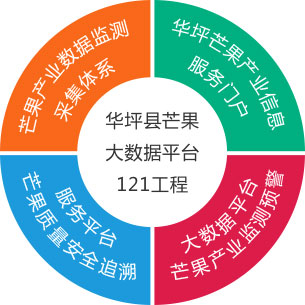 芒果产业数据监测
采集体系
华坪芒果产业信息
服务门户
华坪县芒果
大数据平台
121工程
服务平台
芒果质量安全追溯
大数据平台
芒果产业监测预警